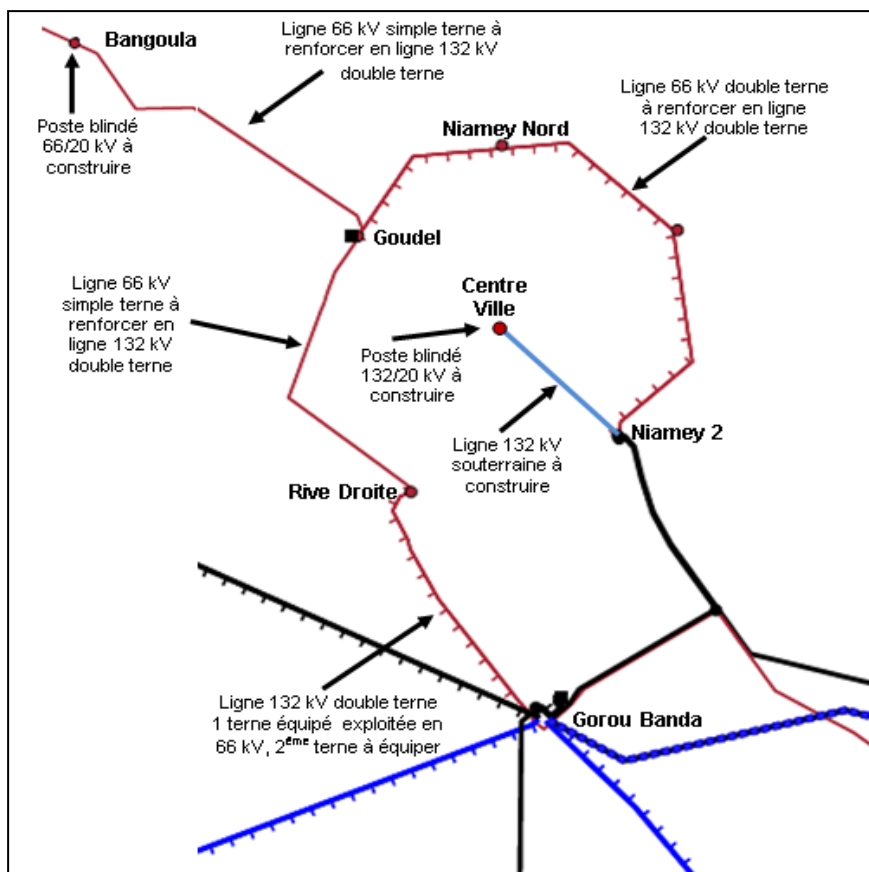 Bangoula
Ligne 66 kV simple terne à
renforcer en ligne 132 kV
double terne
Poste blindé
66/20 kV à
construire
Niamey Nord
Ligne 66 kV double terne
à renforcer en ligne
132 kV double terne
Goudel
Ligne 66 kV
simple terne à
renforcer en
ligne 132 kV
double terne
Centre
Ville
Poste blindé
132/20 kV à
construire
Ligne 132 kV
souterraine à
construire
Niamey 2
Rive Droite
Ligne 132 kV double terne
1 terne équipé exploitée en
66 kV, 2ème terne à équiper
Gorou Banda